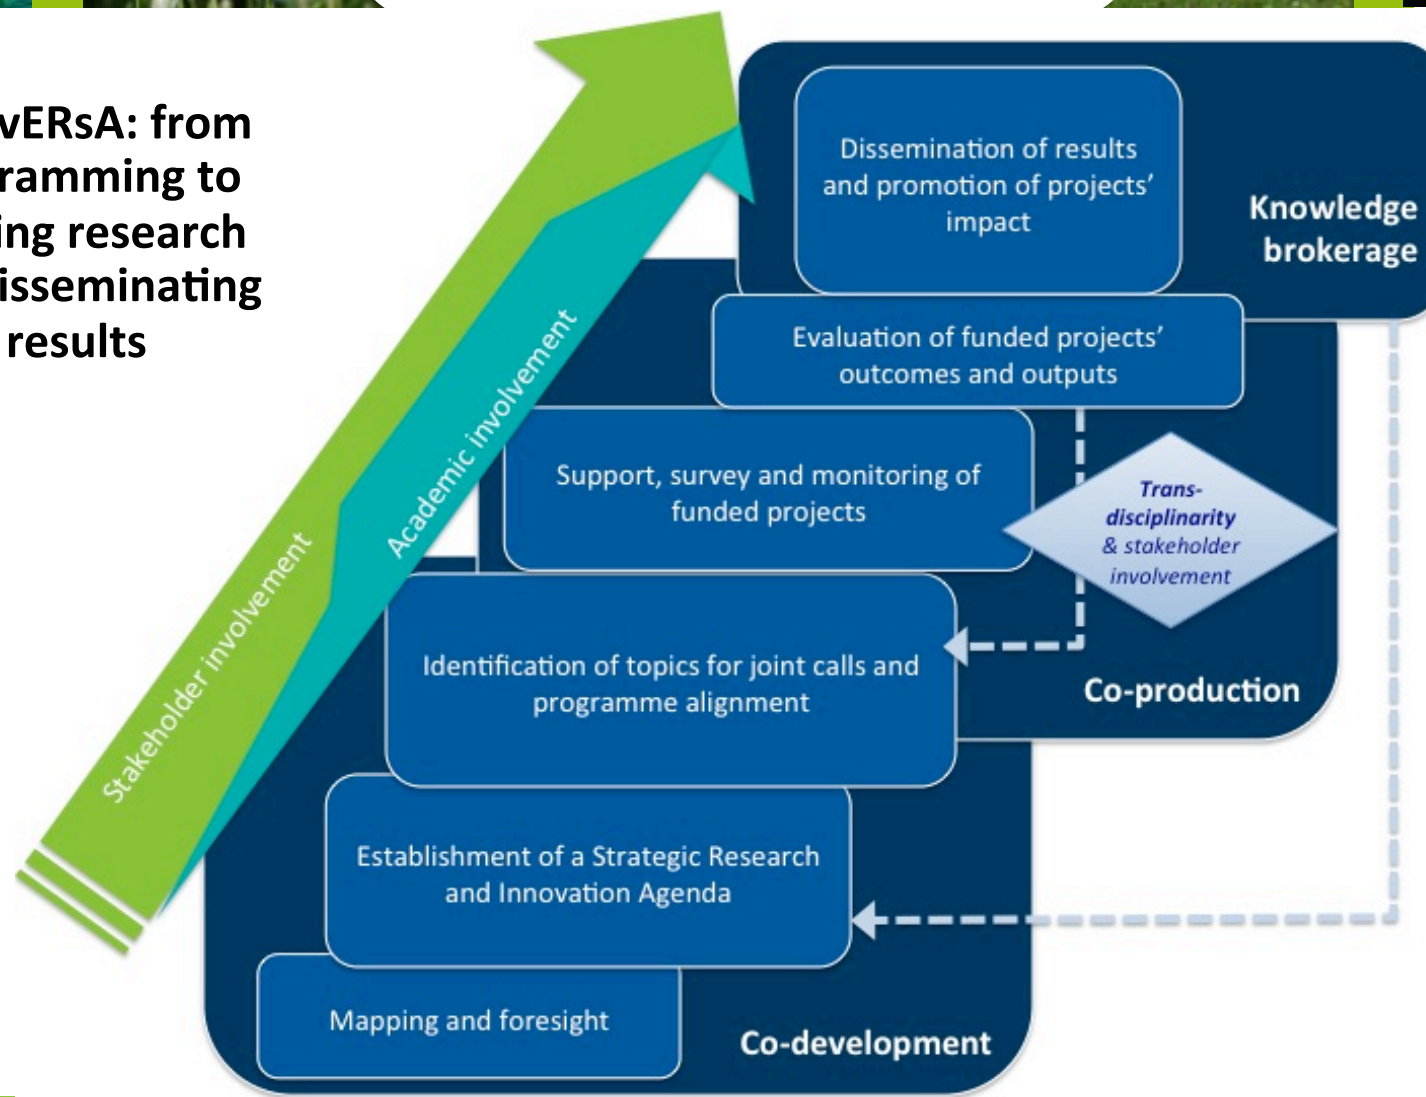 vERsA: from
ramming to
ing research
isseminating
results
Dissemination of results
and promotion of projects’
impact
Knowledge
brokerage
Evaluation of funded projects’
outcomes and outputs
Support, survey and monitoring of
funded projects
Trans-
disciplinarity
& stakeholder
involvement
Identification of topics for joint calls and
programme alignment
Co-production
Establishment of a Strategic Research
and Innovation Agenda
Mapping and foresight
Co-development
Stakeholder involvement
Academic involvement